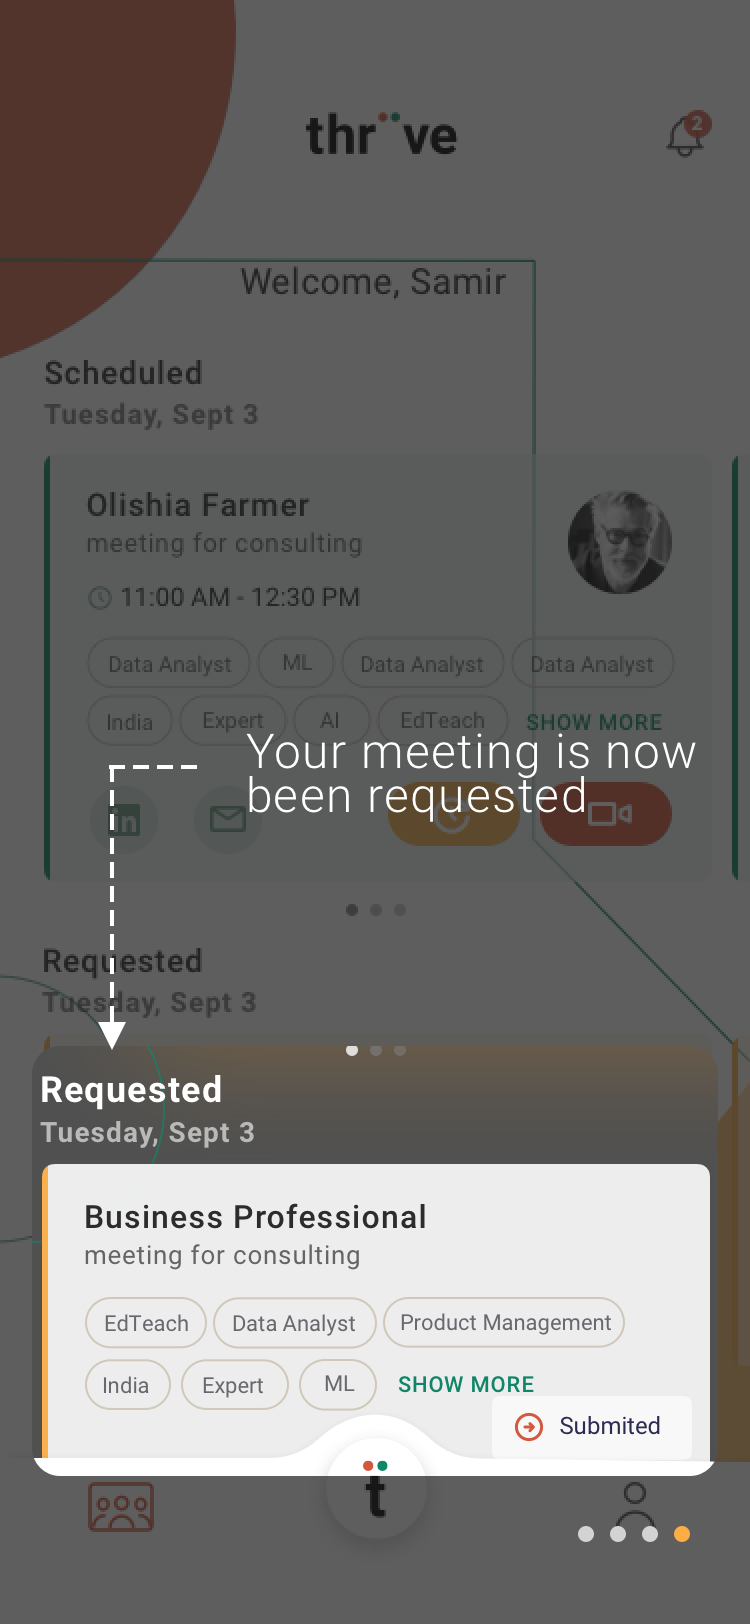 thrive
2
Welcome, Samir
Scheduled
Tuesday, Sept 3
Olishia Farmer
meeting for consulting
11:00 AM - 12:30 PM
Data Analyst ML Data Analyst Data Analyst
India Expert AI EdTeach SHOW MORE
Your meeting is now
been requested
in
Requested
Tuesday, Sept 3
Requested
Tuesday, Sept 3
Business Professional
meeting for consulting
EdTeach Data Analyst Product Management
India Expert ML SHOW MORE
Submited
t